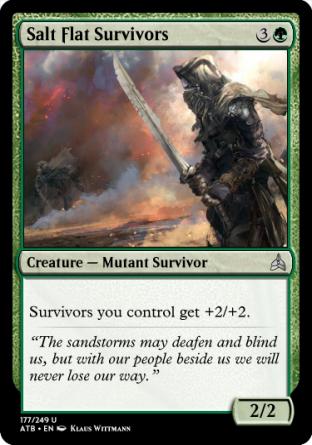 Salt Flat Survivors 3
Creature — Mutant Survivor
Survivors you control get +2/+2.
“The sandstorms may deafen and blind
us, but with our people beside us we will
never lose our way.”
2/2
177/249 U
ATB • EN Klaus Wittmann